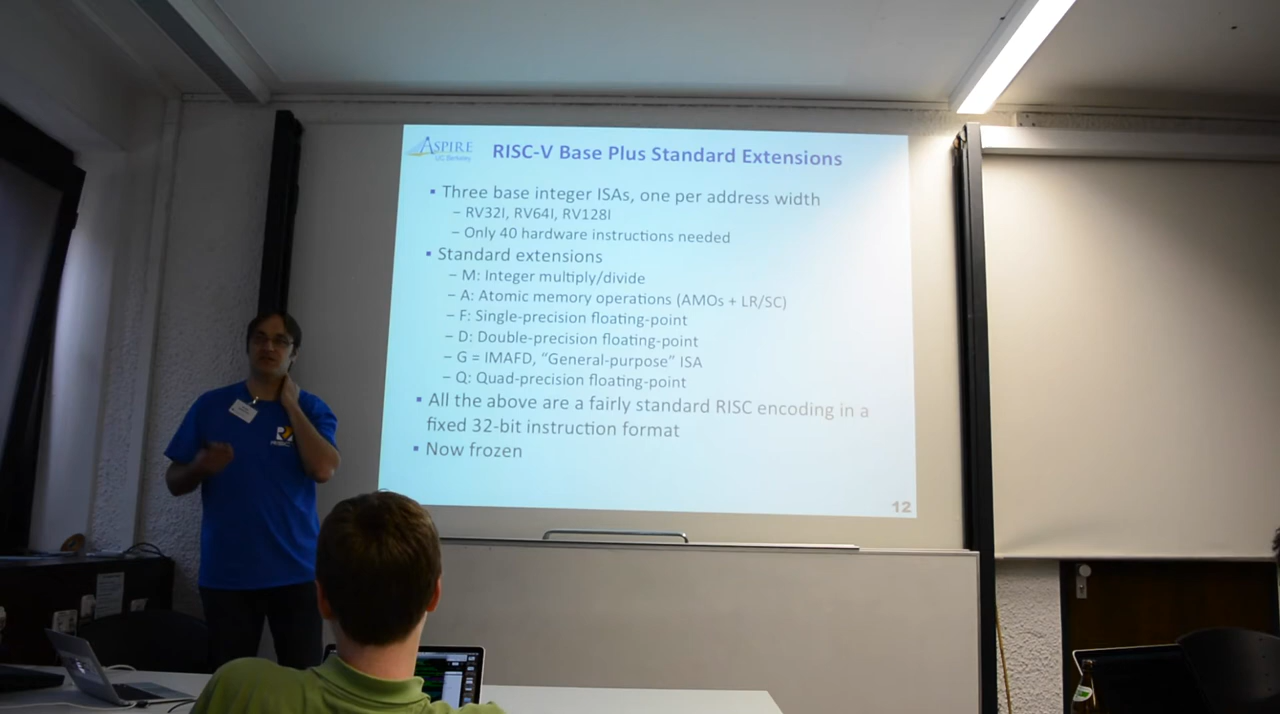 ASPIRE
UC Berkeley
RISC-V Base Plus Standard Extensions
▪ Three base integer ISAs, one per address width
– RV32I, RV64I, RV128I
– Only 40 hardware instructions needed
▪ Standard extensions
– M: Integer multiply/divide
– A: Atomic memory operations (AMOs + LR/SC)
– F: Single-precision floating-point
– D: Double-precision floating-point
– G = IMAFD, “General-purpose” ISA
– Q: Quad-precision floating-point
▪ All the above are a fairly standard RISC encoding in a
fixed 32-bit instruction format
▪ Now frozen
12